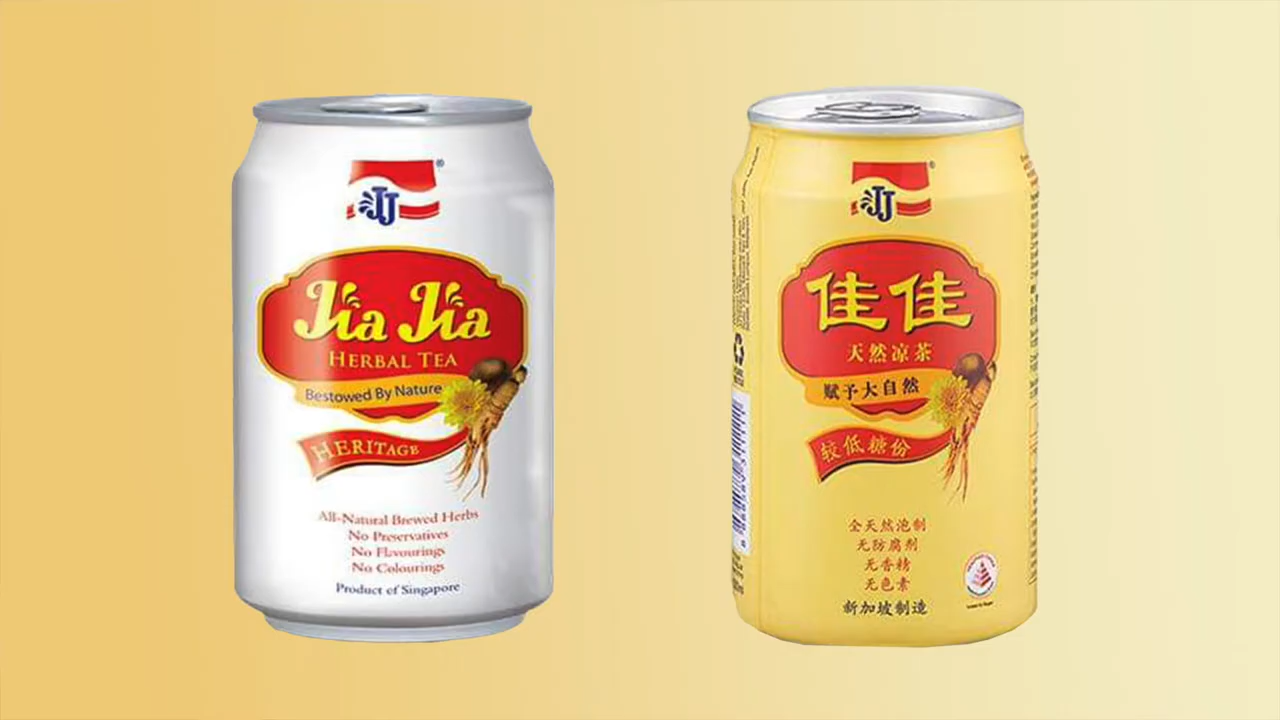 JJ
®
Jia Jia
HERBAL TEA
Bestowed By Nature
HERITAGE
All-Natural Brewed Herbs
No Preservatives
No Flavourings
No Colourings
Product of Singapore
JJ
佳佳
天然凉茶
赋予大自然
较低糖份
全天然泡制
无防腐剂
无香精
无色素
新加坡制造